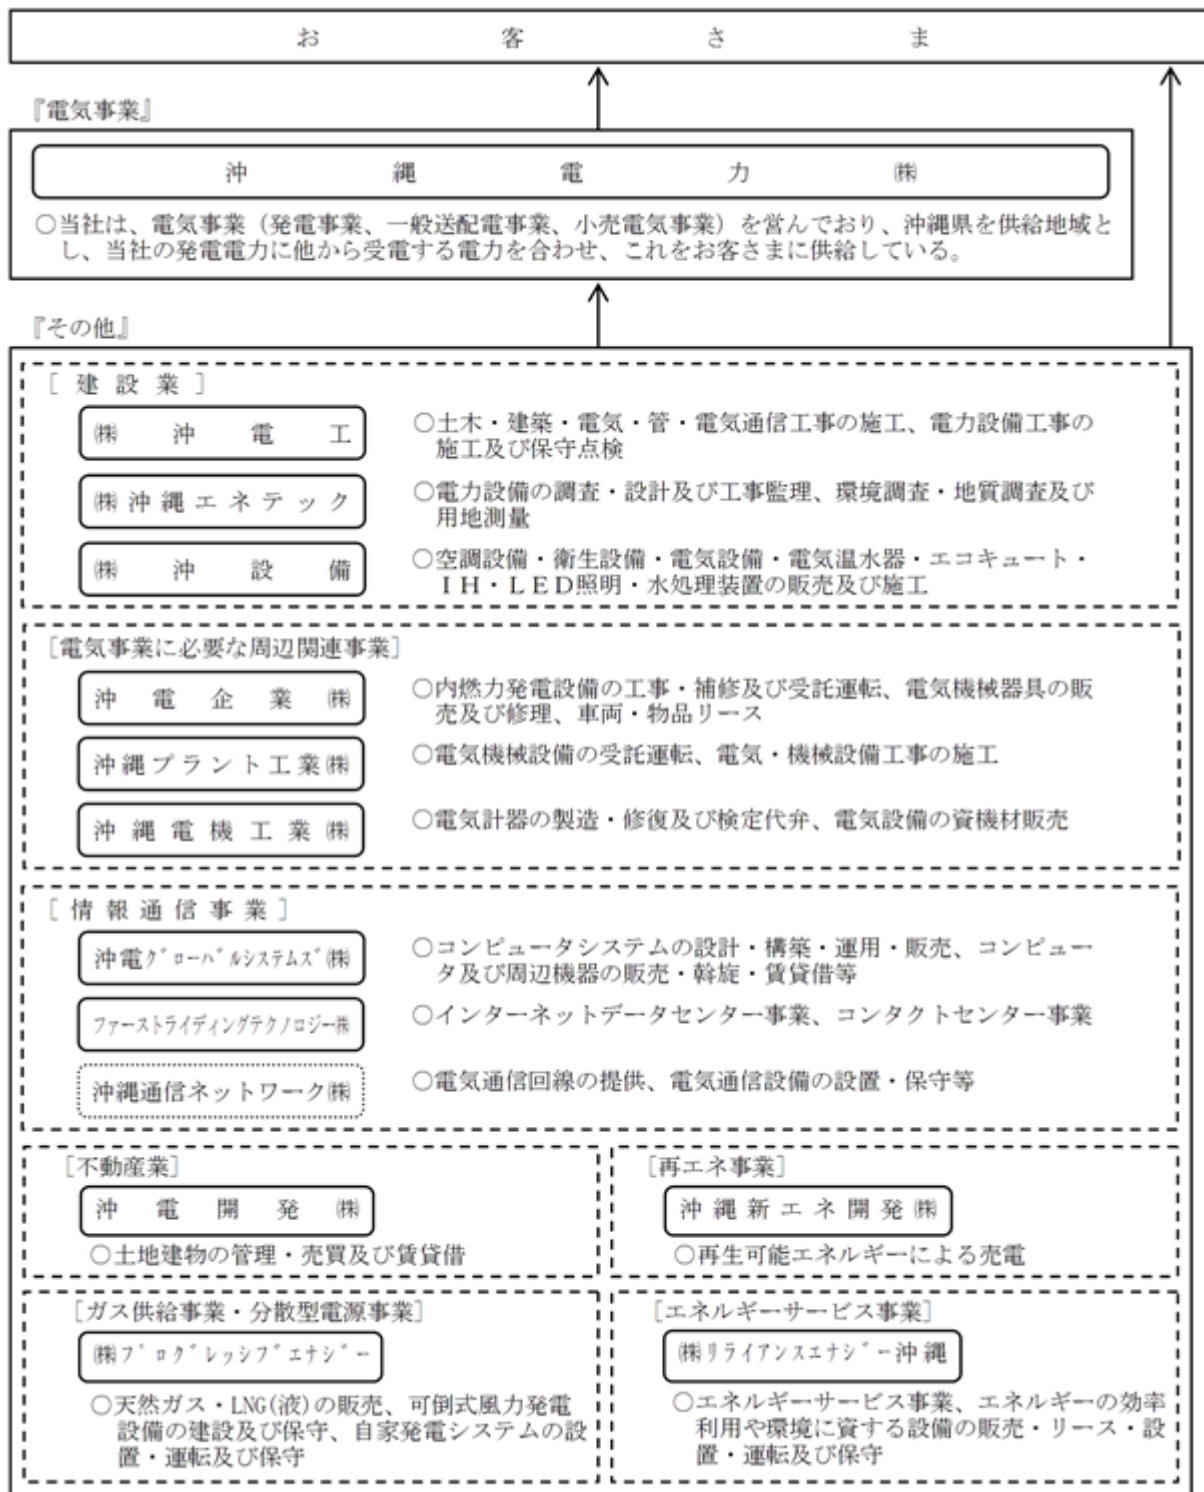 お客さま
『電気事業』
沖縄電力㈱
○当社は、電気事業（発電事業、一般送配電事業、小売電気事業）を営んでおり、沖縄県を供給地域と
し、当社の発電電力に他から受電する電力を合わせ、これをお客さまに供給している。
『その他』
［建設業］
㈱沖電工
○土木・建築・電気・管・電気通信工事の施工、電力設備工事の
施工及び保守点検
㈱沖縄エネテック
○電力設備の調査・設計及び工事監理、環境調査・地質調査及び
用地測量
㈱沖設備
○空調設備・衛生設備・電気設備・電気温水器・エコキュート・
ＩＨ・ＬＥＤ照明・水処理装置の販売及び施工
［電気事業に必要な周辺関連事業］
沖電企業㈱
○内燃力発電設備の工事・補修及び受託運転、電気機械器具の販
売及び修理、車両・物品リース
沖縄プラント工業㈱
○電気機械設備の受託運転、電気・機械設備工事の施工
沖縄電機工業㈱
○電気計器の製造・修復及び検定代弁、電気設備の資機材販売
［情報通信事業］
沖電ｸﾞﾛｰﾊﾞﾙｼｽﾃﾑｽﾞ㈱
○コンピュータシステムの設計・構築・運用・販売、コンピュー
タ及び周辺機器の販売・斡旋・賃貸借等
ファーストライディングテクノロジー㈱
○インターネットデータセンター事業、コンタクトセンター事業
沖縄通信ネットワーク㈱
○電気通信回線の提供、電気通信設備の設置・保守等
［不動産業］
沖電開発㈱
○土地建物の管理・売買及び賃貸借
［再エネ事業］
沖縄新エネ開発㈱
○再生可能エネルギーによる売電
［ガス供給事業・分散型電源事業］
㈱ﾌﾟﾛｸﾞﾚｯｼﾌﾞｴﾅｼﾞｰ
○天然ガス・LNG(液)の販売、可倒式風力発電
設備の建設及び保守、自家発電システムの設
置・運転及び保守
［エネルギーサービス事業］
㈱ﾘﾗｲｱﾝｽｴﾅｼﾞｰ沖縄
○エネルギーサービス事業、エネルギーの効率
利用や環境に資する設備の販売・リース・設
置・運転及び保守